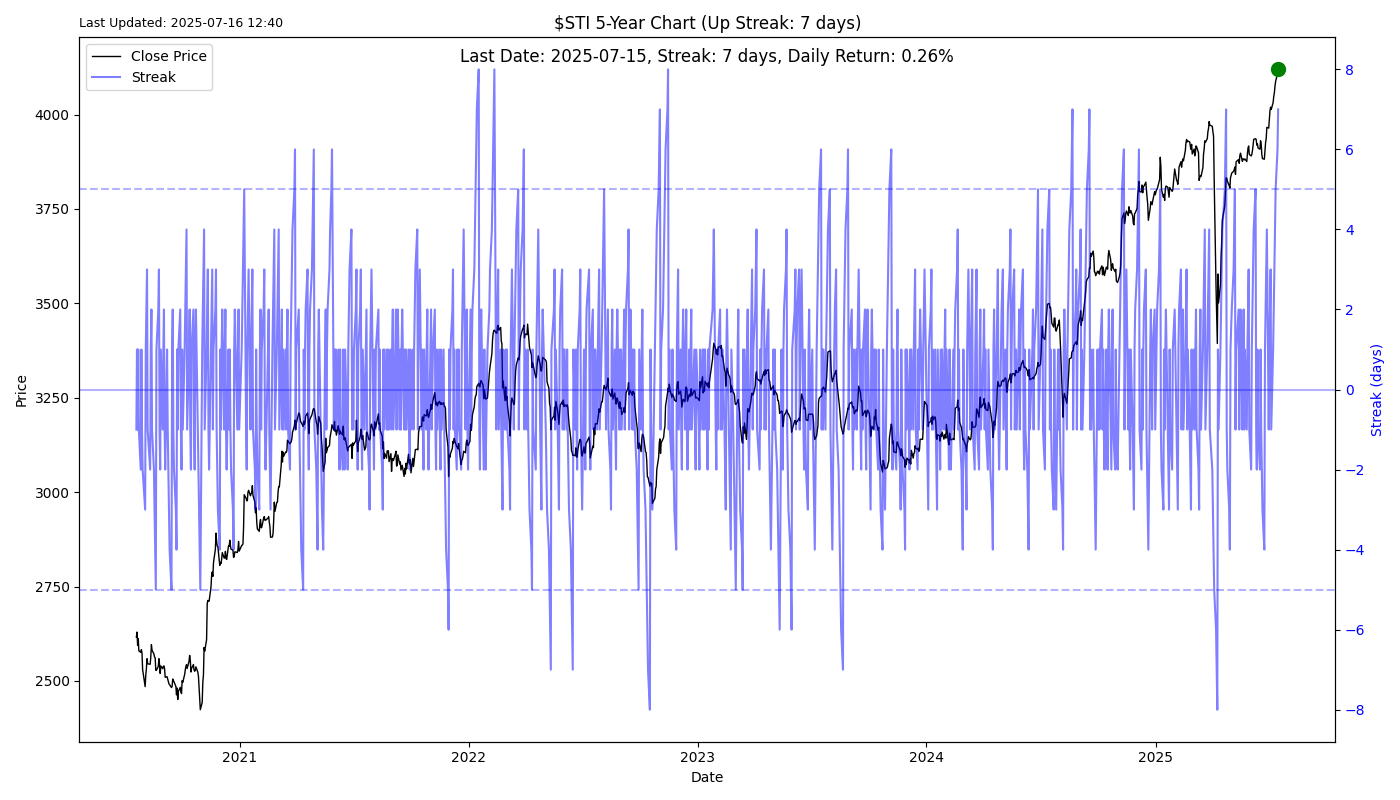 Last Updated: 2025-07-16 12:40
$STI 5-Year Chart (Up Streak: 7 days)
Last Date: 2025-07-15, Streak: 7 days, Daily Return: 0.26%
Close Price
Streak
Price
4000
3750
3500
3250
3000
2750
2500
8
6
4
2
0
−2
−4
−6
−8
Streak (days)
2021
2022
2023
2024
2025
Date